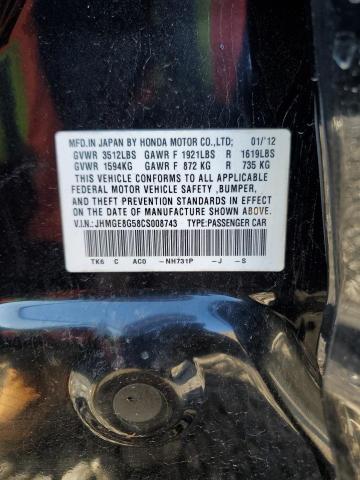 MFD.IN JAPAN BY HONDA MOTOR CO.,LTD; 01/'12
GVWR 3512LBS GAWR F 1921LBS R 1619LBS
GVWR 1594KG GAWR F 872 KG R 735 KG
THIS VEHICLE CONFORMS TO ALL APPLICABLE
FEDERAL MOTOR VEHICLE SAFETY ,BUMPER,
AND THEFT PREVENTION STANDARDS IN EFFECT
ON THE DATE OF MANUFACTURE SHOWN ABOVE.
V.I.N.:JHMGE8G58CS008743 TYPE:PASSENGER CAR
TK6 C AC0 -NH731P -J -S